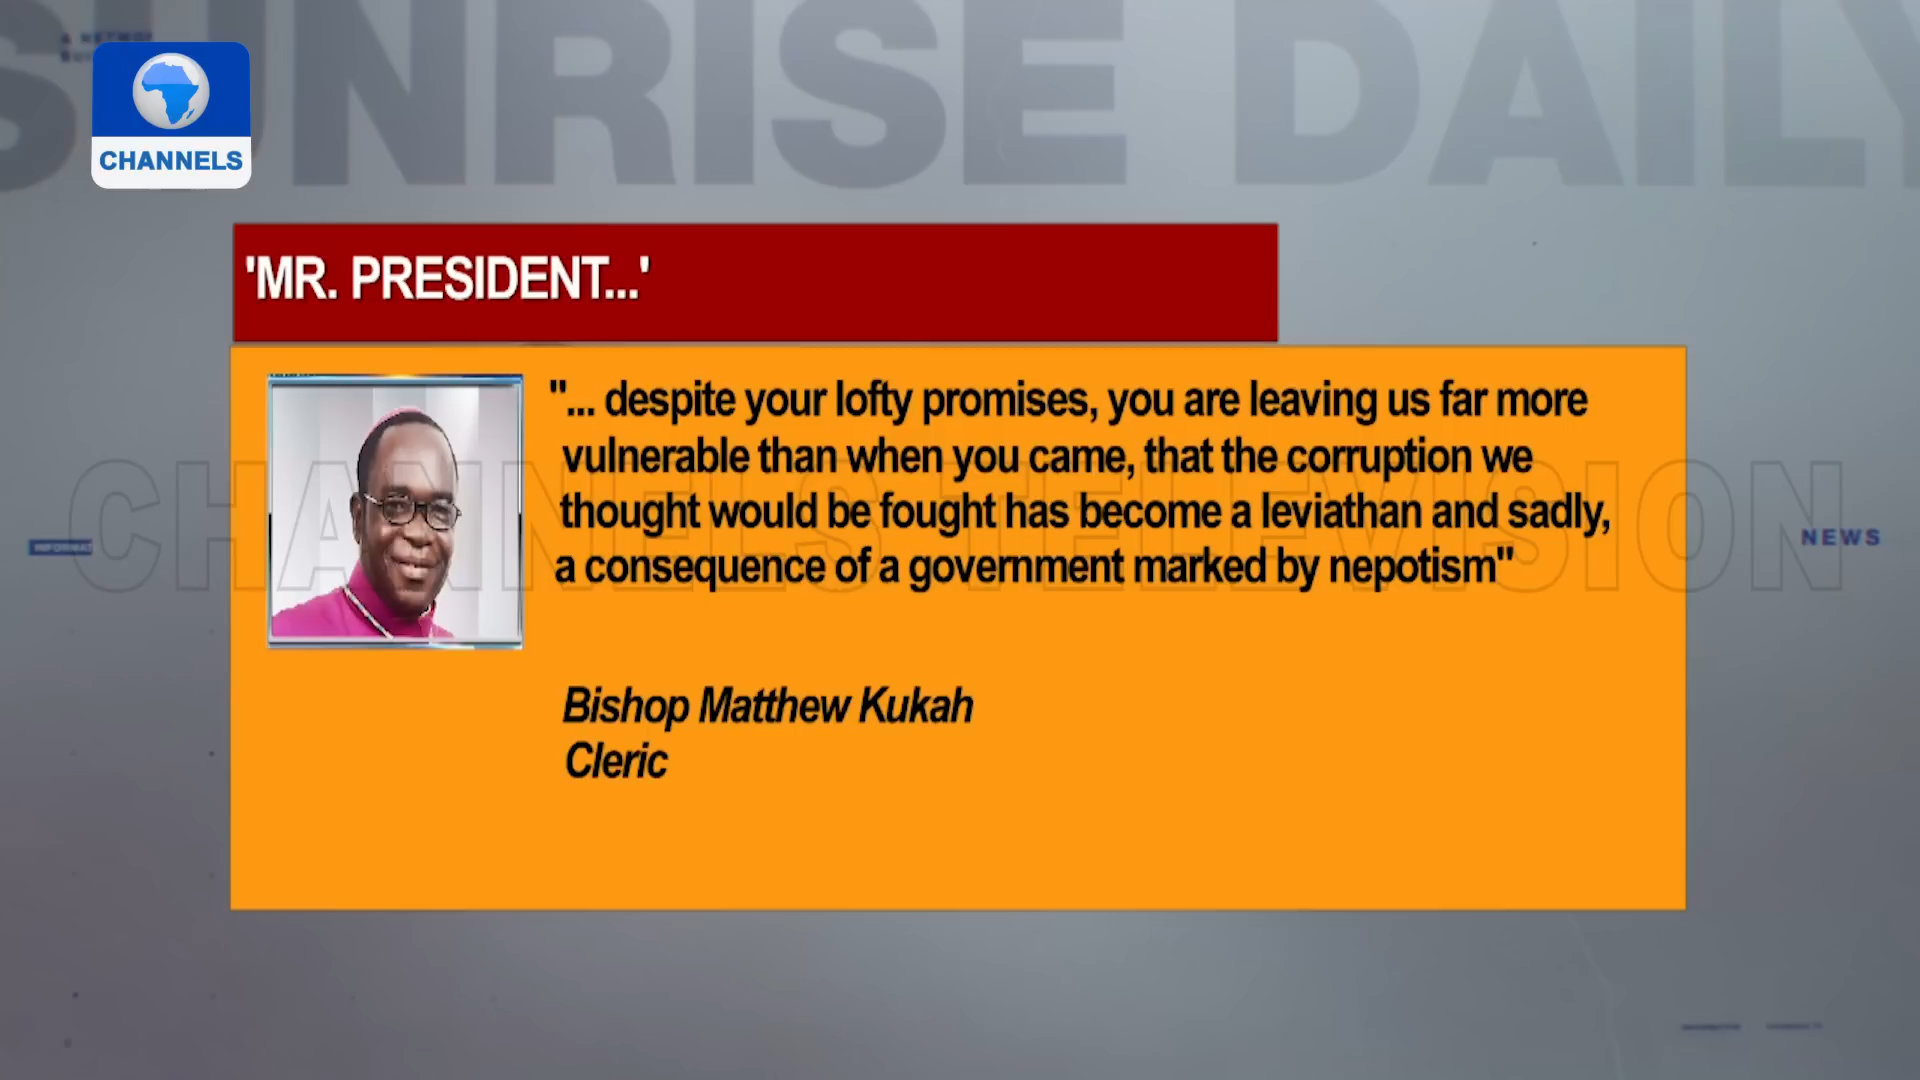 SUNRISE DAILY
CHANNELS
'MR. PRESIDENT...'
"... despite your lofty promises, you are leaving us far more
vulnerable than when you came, that the corruption we
thought would be fought has become a leviathan and sadly,
a consequence of a government marked by nepotism"
CHANNELS TELEVISION
NEWS
Bishop Matthew Kukah
Cleric